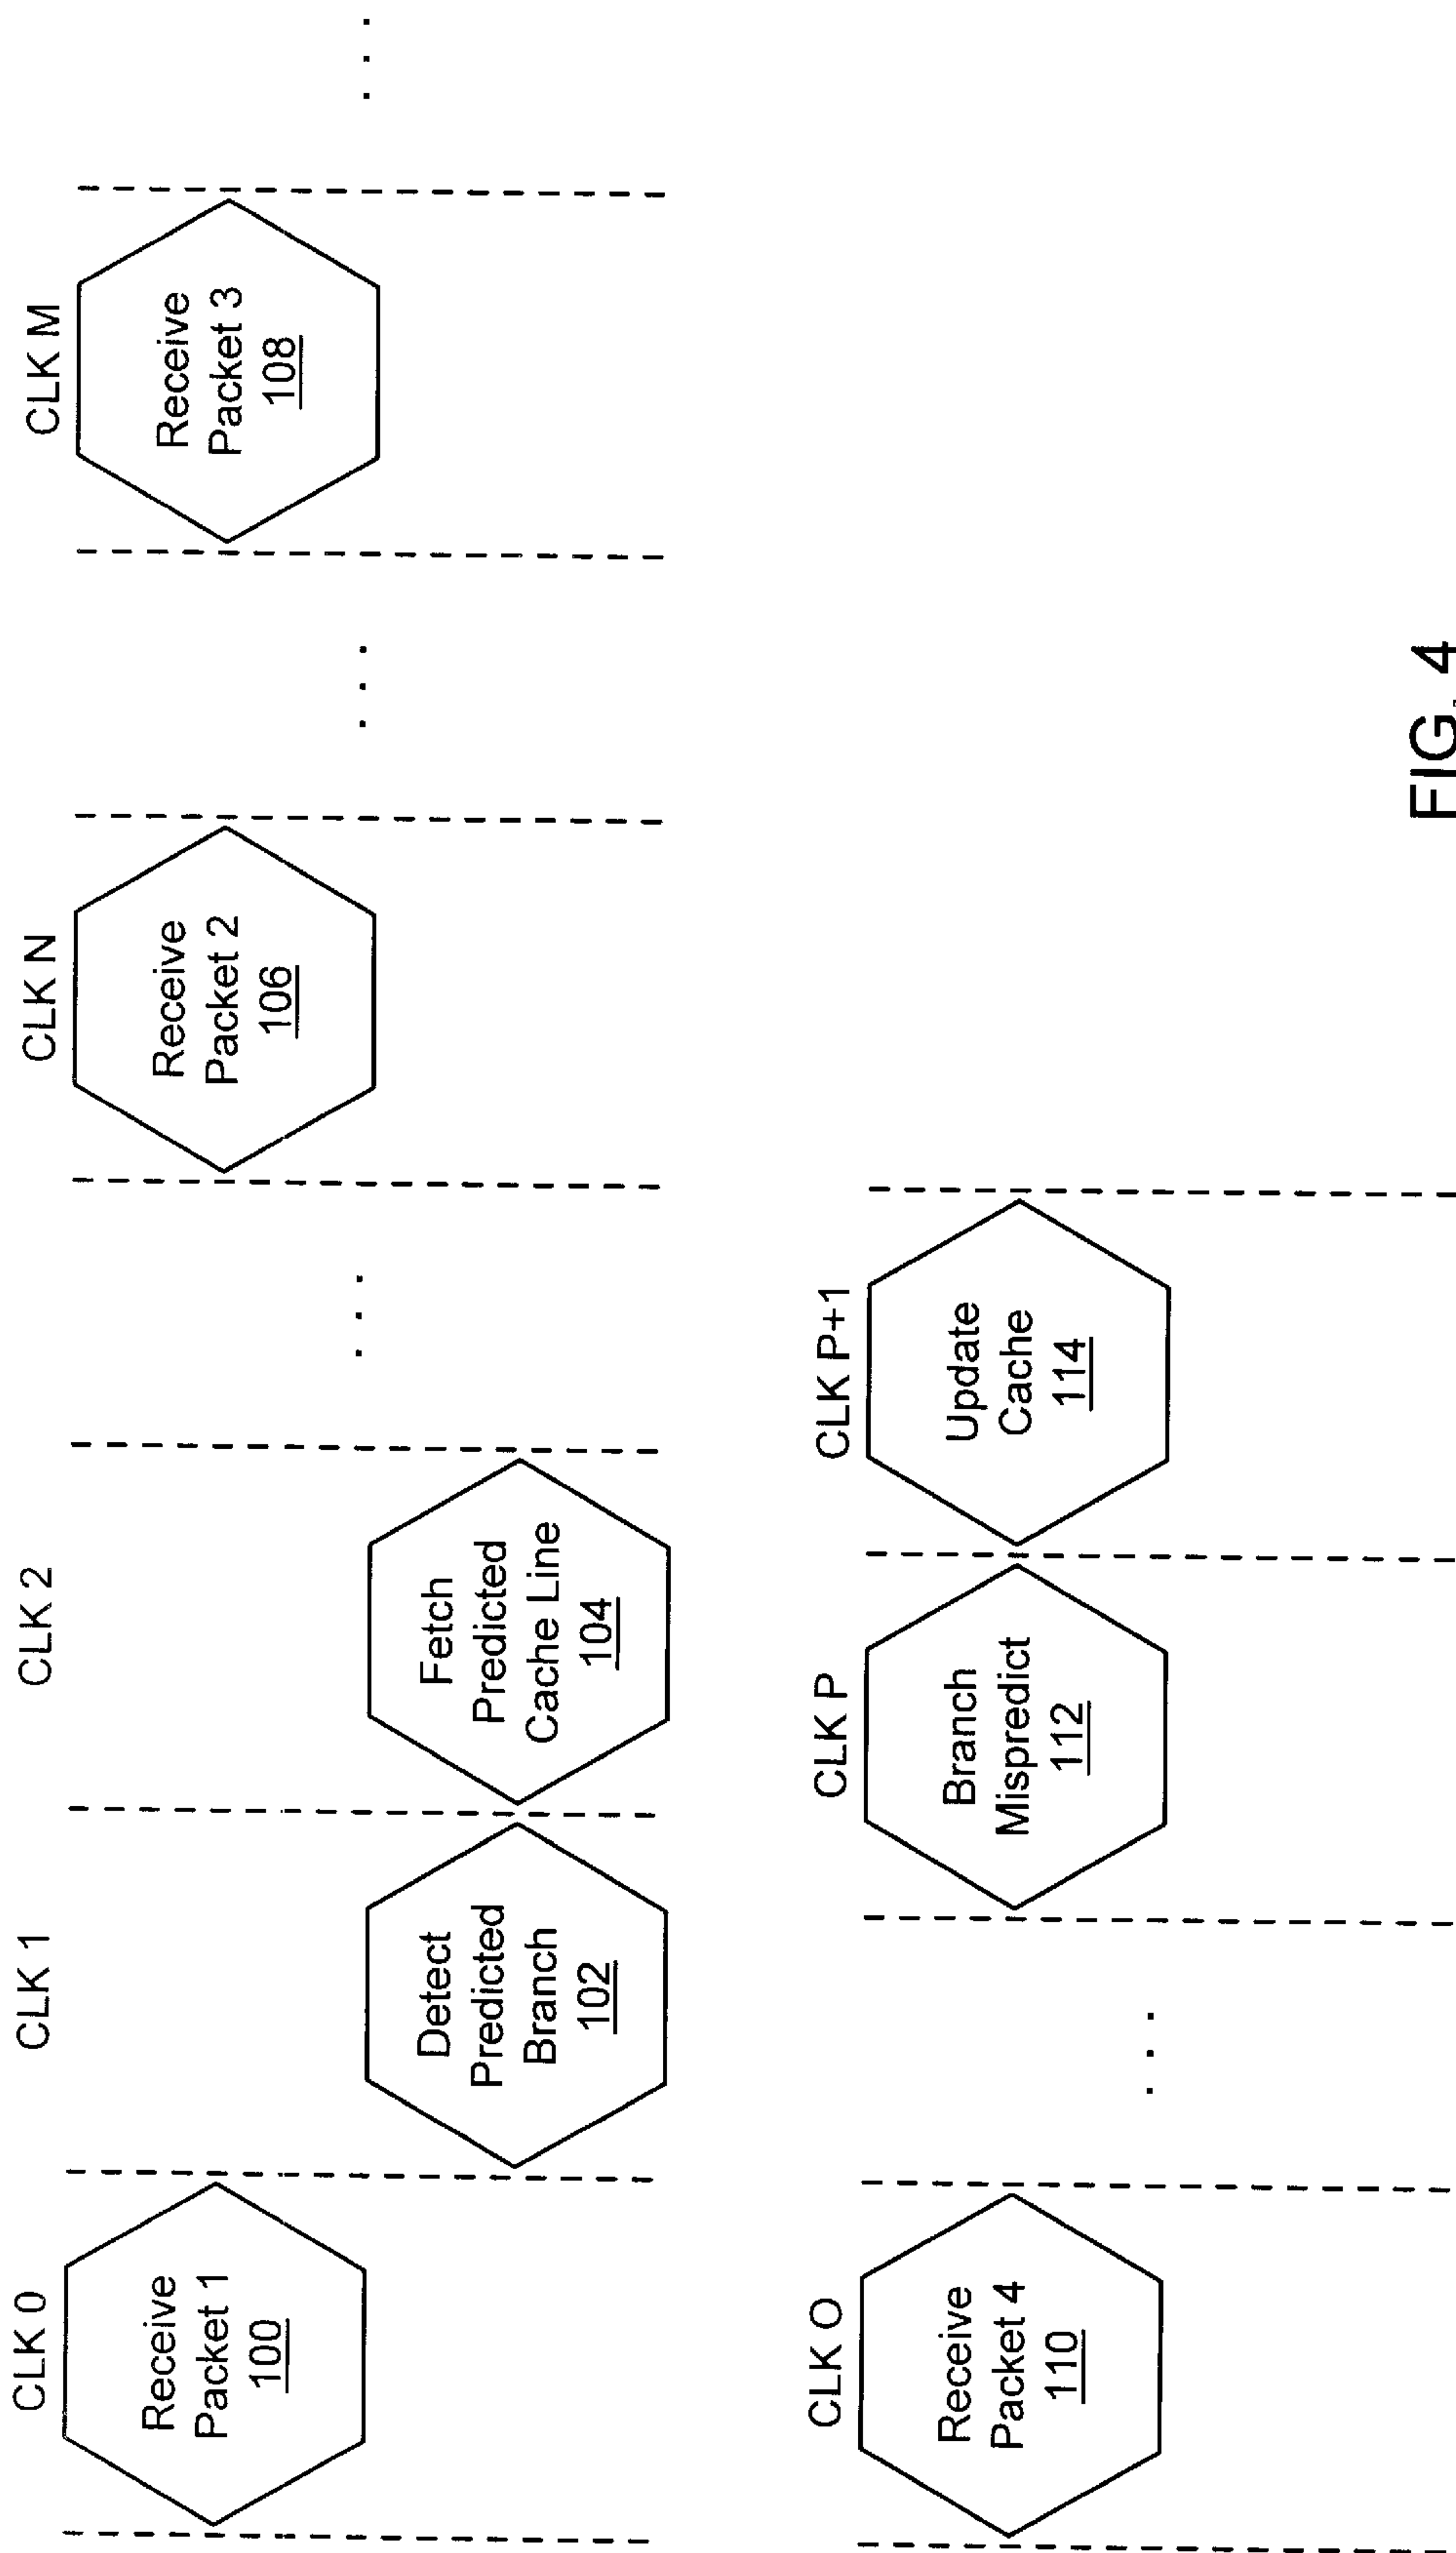 CLK 0
CLK 1
CLK 2
CLK N
CLK M
Receive
Packet 1
100
Detect
Predicted
Branch
102
Fetch
Predicted
Cache Line
104
. . .
Receive
Packet 2
106
. . .
Receive
Packet 3
108
. . .
CLK O
CLK P
CLK P+1
Receive
Packet 4
110
. . .
Branch
Mispredict
112
Update
Cache
114
FIG. 4